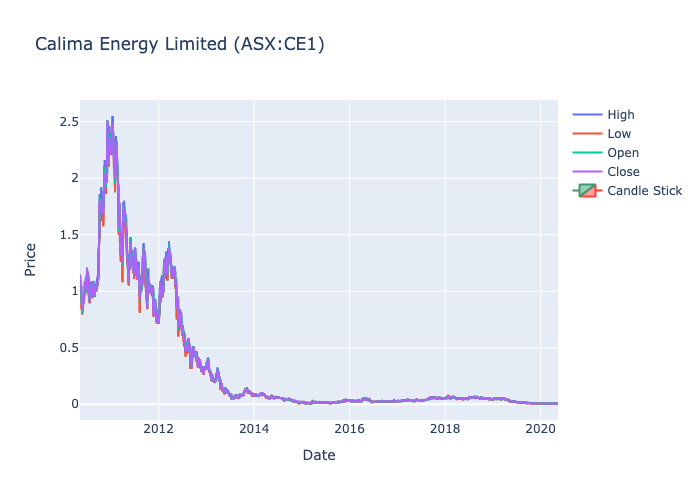 Calima Energy Limited (ASX:CE1)
2.5
2
1.5
1
0.5
0
2012
2014
2016
2018
2020
Price
Date
High
Low
Open
Close
Candle Stick